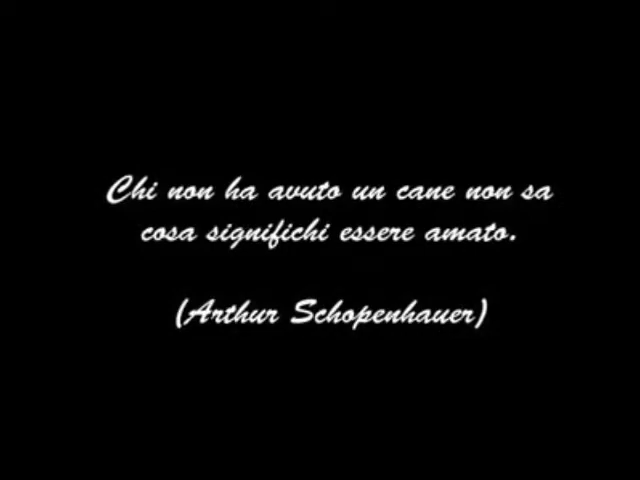 Chi non ha avuto un cane non sa
cosa significhi essere amato.
(Arthur Schopenhauer)